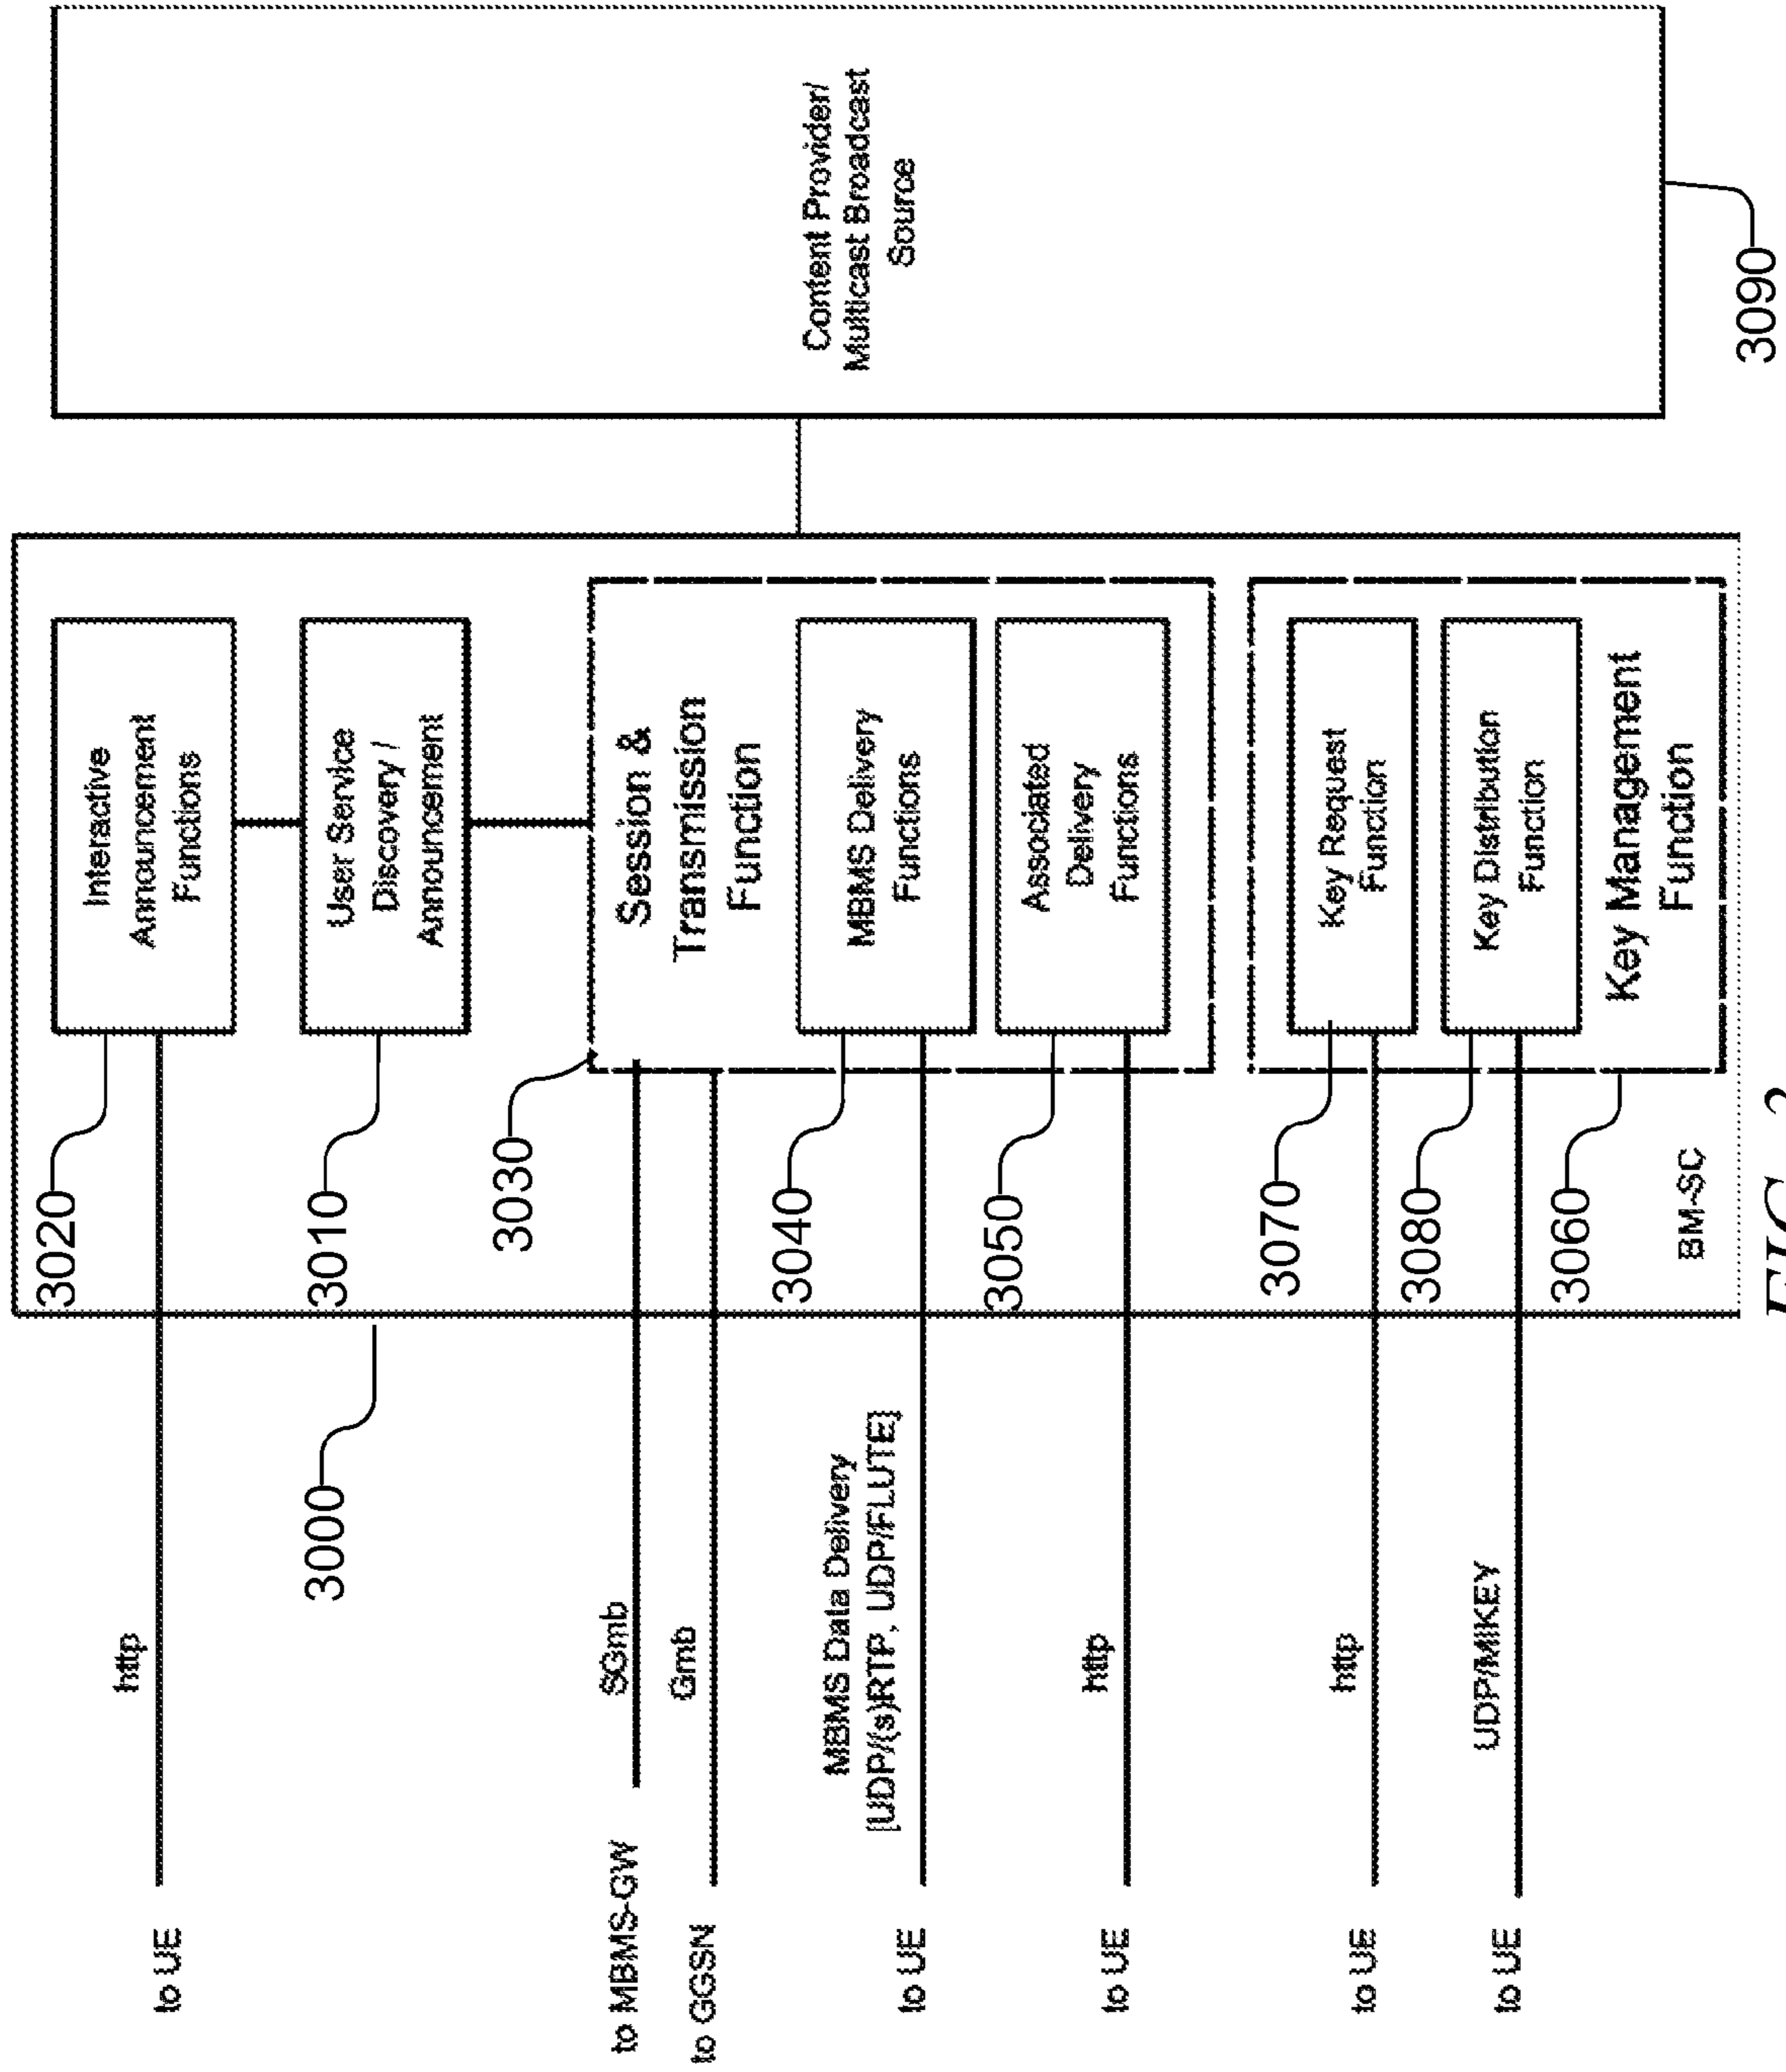 3020
Interactive
Announcement
Functions
http
to UE
3010
User Service
Discovery /
Announcement
3000
3030
Session &
Transmission
Function
SGmb
to MBMS-GW
Gmb
to GGSN
3040
MBMS Delivery
Functions
MBMS Data Delivery
[UDP/(s)RTP, UDP/FLUTE]
to UE
3050
Associated
Delivery
Functions
http
to UE
3070
Key Request
Function
http
to UE
3080
Key Distribution
Function
UDP/MIKEY
to UE
3060
Key Management
Function
BM-SC
Content Provider/
Multicast Broadcast
Source
3090